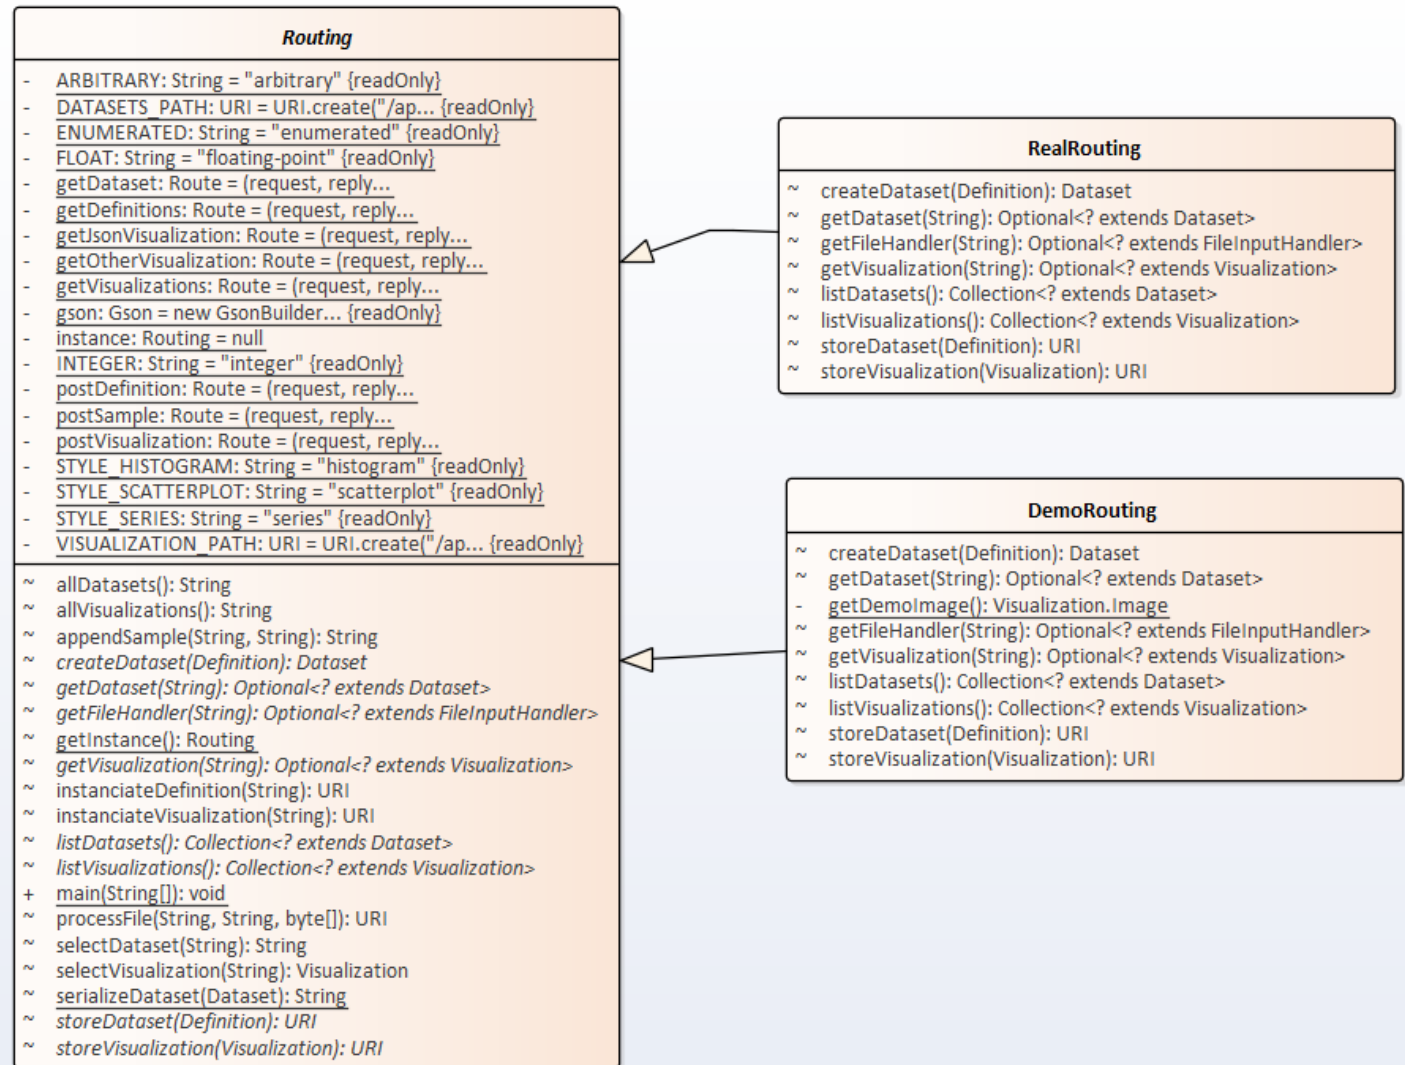 Routing
- ARBITRARY: String = "arbitrary" {readOnly}
- DATASETS_PATH: URI = URI.create("/ap... {readOnly}
- ENUMERATED: String = "enumerated" {readOnly}
- FLOAT: String = "floating-point" {readOnly}
- getDataset: Route = (request, reply...
- getDefinitions: Route = (request, reply...
- getJsonVisualization: Route = (request, reply...
- getOtherVisualization: Route = (request, reply...
- getVisualizations: Route = (request, reply...
- gson: Gson = new GsonBuilder... {readOnly}
- instance: Routing = null
- INTEGER: String = "integer" {readOnly}
- postDefinition: Route = (request, reply...
- postSample: Route = (request, reply...
- postVisualization: Route = (request, reply...
- STYLE_HISTOGRAM: String = "histogram" {readOnly}
- STYLE_SCATTERPLOT: String = "scatterplot" {readOnly}
- STYLE_SERIES: String = "series" {readOnly}
- VISUALIZATION_PATH: URI = URI.create("/ap... {readOnly}
~ allDatasets(): String
~ allVisualizations(): String
~ appendSample(String, String): String
~ createDataset(Definition): Dataset
~ getDataset(String): Optional<? extends Dataset>
~ getFileHandler(String): Optional<? extends FileInputHandler>
~ getInstance(): Routing
~ getVisualization(String): Optional<? extends Visualization>
~ instanciateDefinition(String): URI
~ instanciateVisualization(String): URI
~ listDatasets(): Collection<? extends Dataset>
~ listVisualizations(): Collection<? extends Visualization>
+ main(String[]): void
~ processFile(String, String, byte[]): URI
~ selectDataset(String): String
~ selectVisualization(String): Visualization
~ serializeDataset(Dataset): String
~ storeDataset(Definition): URI
~ storeVisualization(Visualization): URI
RealRouting
~ createDataset(Definition): Dataset
~ getDataset(String): Optional<? extends Dataset>
~ getFileHandler(String): Optional<? extends FileInputHandler>
~ getVisualization(String): Optional<? extends Visualization>
~ listDatasets(): Collection<? extends Dataset>
~ listVisualizations(): Collection<? extends Visualization>
~ storeDataset(Definition): URI
~ storeVisualization(Visualization): URI
DemoRouting
~ createDataset(Definition): Dataset
~ getDataset(String): Optional<? extends Dataset>
- getDemoImage(): Visualization.Image
~ getFileHandler(String): Optional<? extends FileInputHandler>
~ getVisualization(String): Optional<? extends Visualization>
~ listDatasets(): Collection<? extends Dataset>
~ listVisualizations(): Collection<? extends Visualization>
~ storeDataset(Definition): URI
~ storeVisualization(Visualization): URI